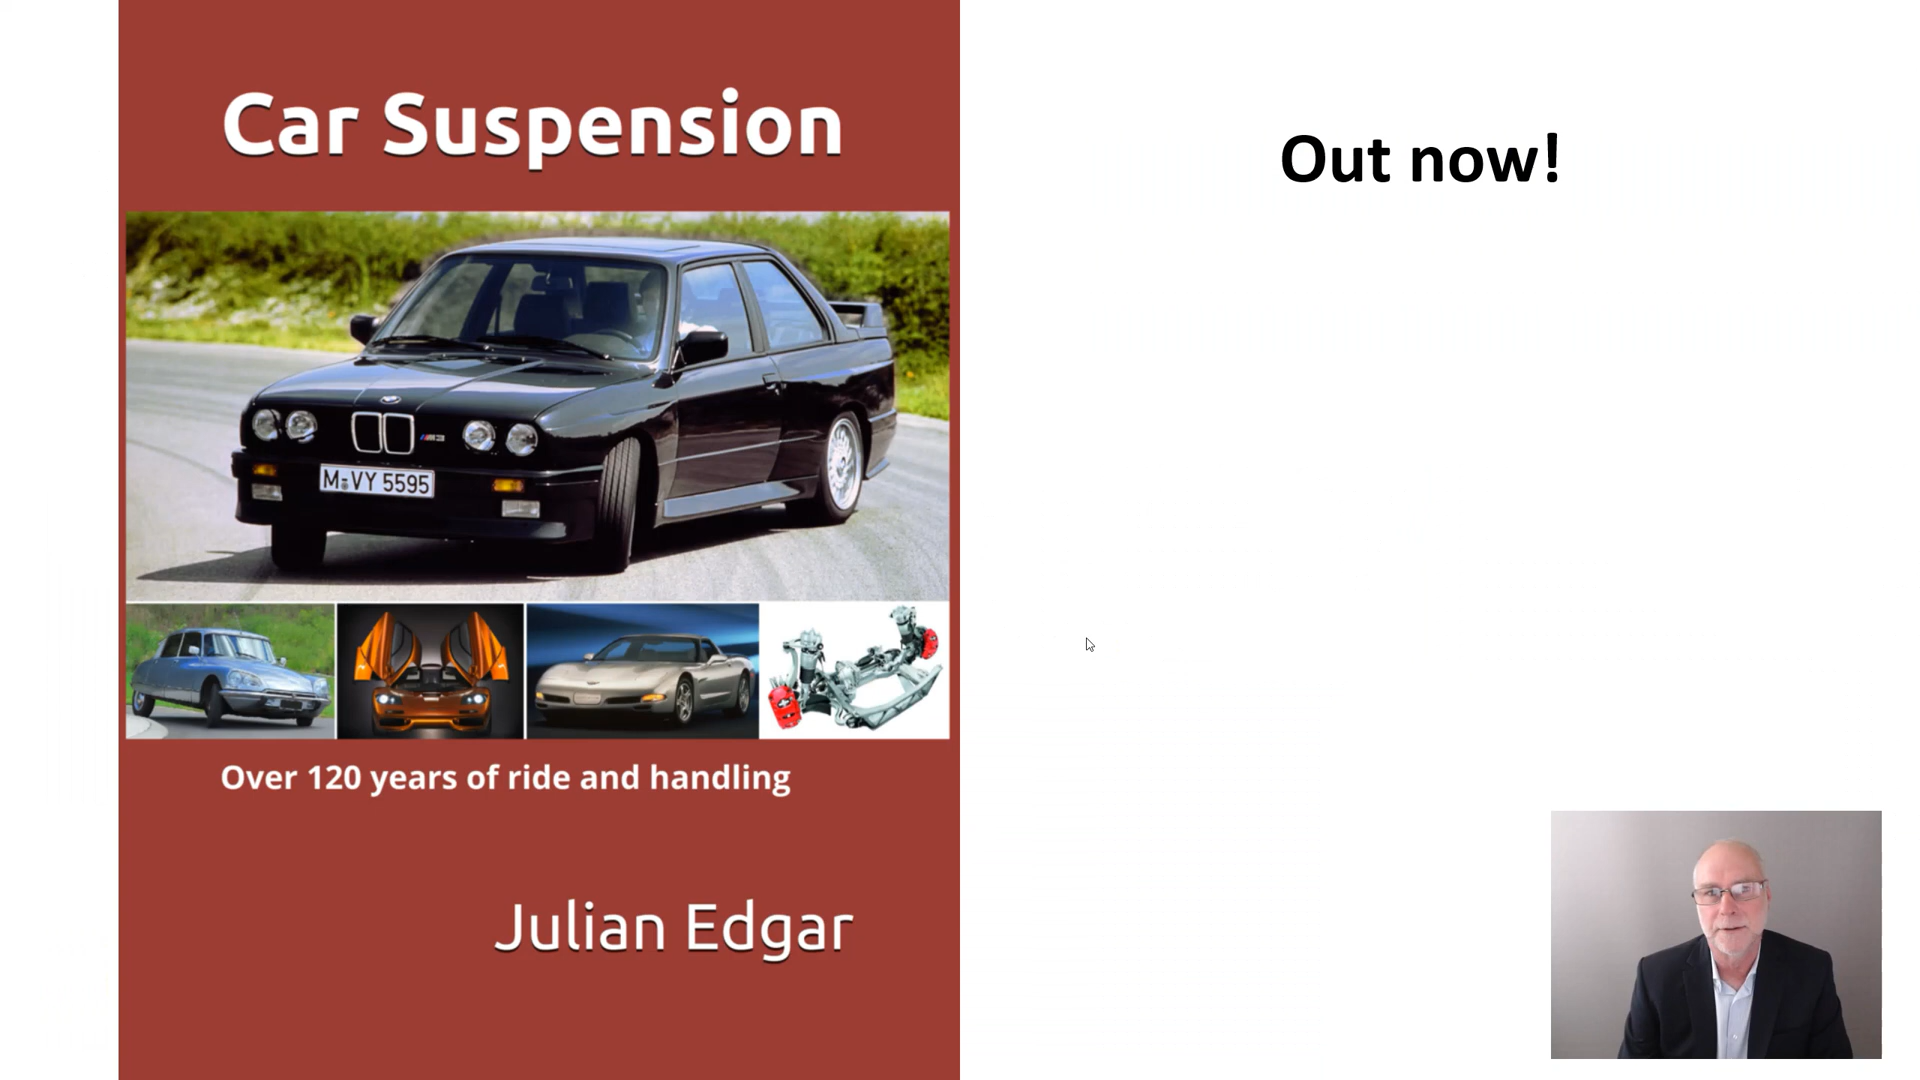 Car Suspension
Out now!
M VY 5595
Over 120 years of ride and handling
Julian Edgar